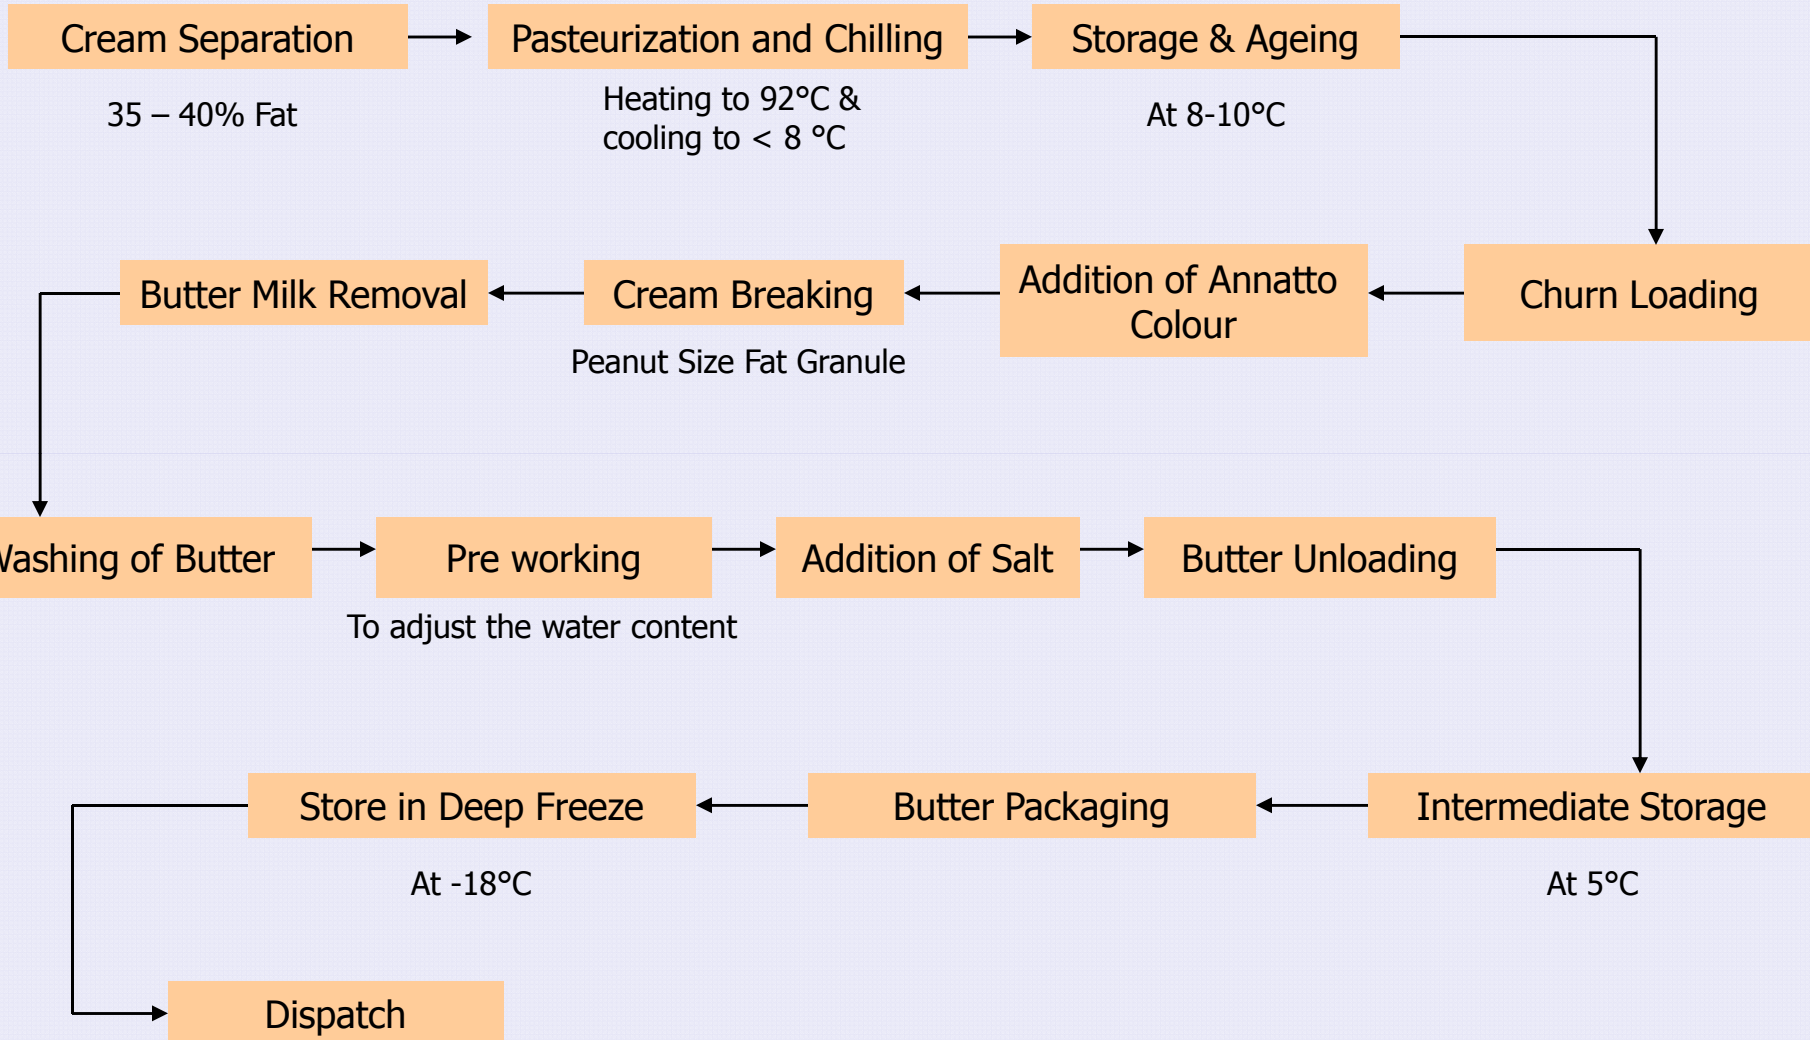 Cream Separation
Pasteurization and Chilling
Storage & Ageing
35 – 40% Fat
Heating to 92°C &
cooling to < 8 °C
At 8-10°C
Butter Milk Removal
Cream Breaking
Addition of Annatto
Colour
Churn Loading
Peanut Size Fat Granule
Washing of Butter
Pre working
Addition of Salt
Butter Unloading
To adjust the water content
Store in Deep Freeze
Butter Packaging
Intermediate Storage
At -18°C
At 5°C
Dispatch